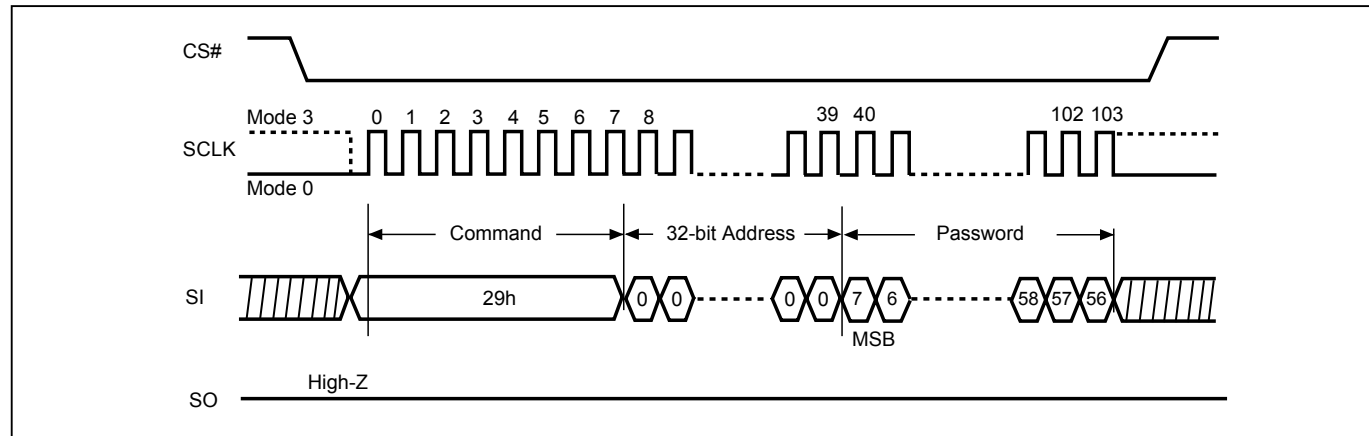 CS#
Mode 3
0 1 2 3 4 5 6 7 8 39 40 102 103
SCLK
Mode 0
Command 32-bit Address Password
SI 29h 0 0 0 0 7 6 58 57 56
MSB
High-Z
SO